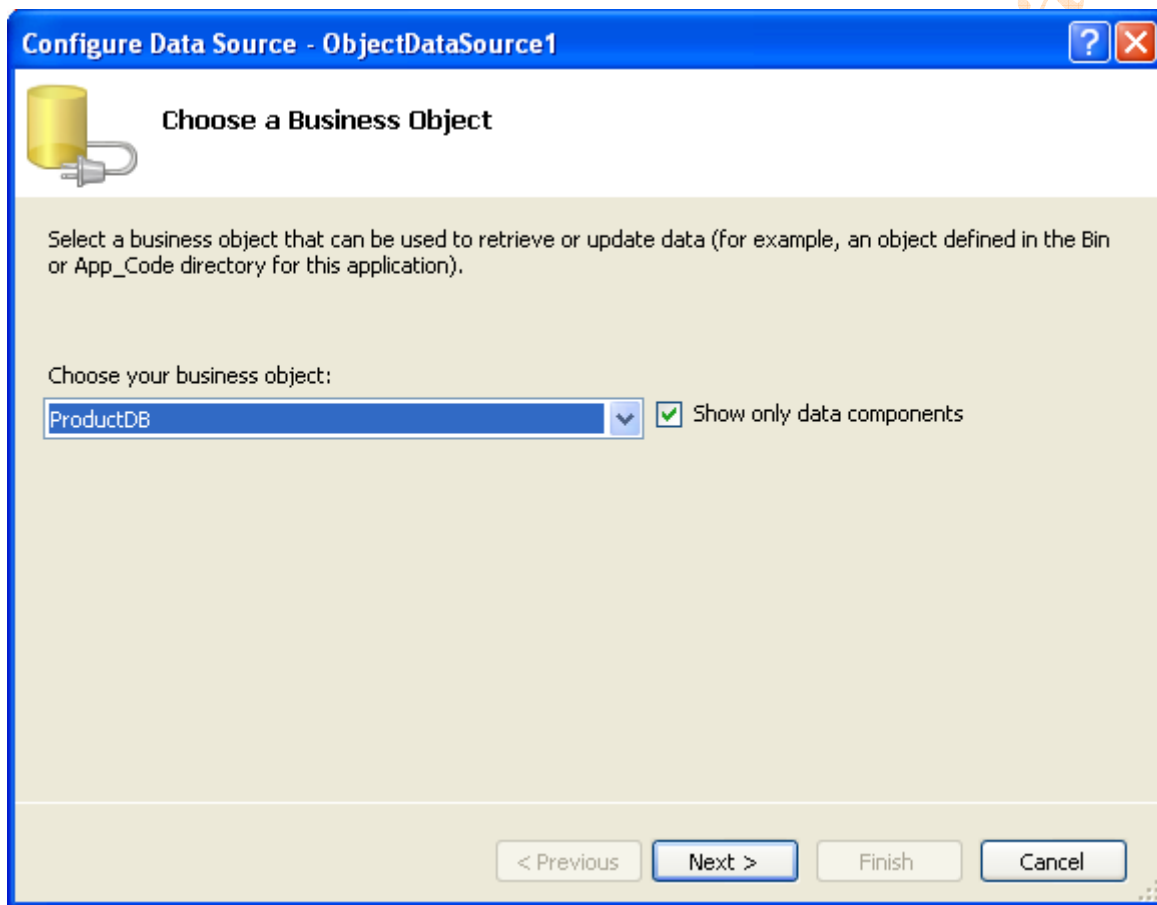 Configure Data Source - ObjectDataSource1
Choose a Business Object
Select a business object that can be used to retrieve or update data (for example, an object defined in the Bin
or App_Code directory for this application).
Choose your business object:
ProductDB
Show only data components
< Previous
Next >
Finish
Cancel